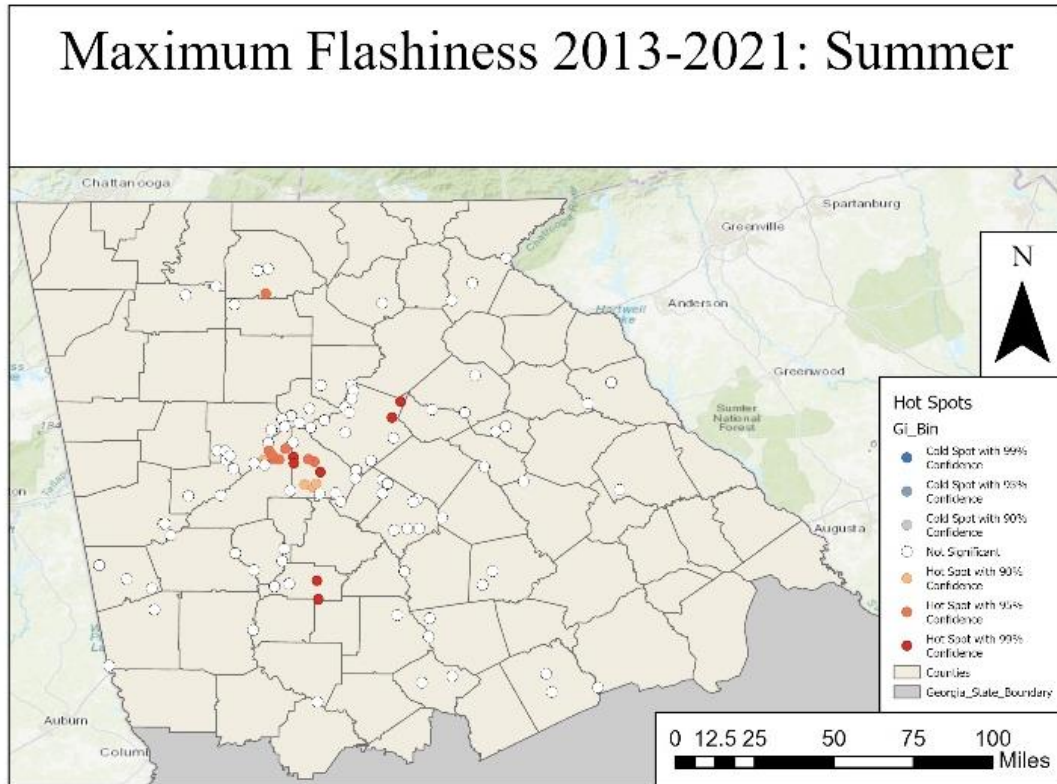 Maximum Flashiness 2013-2021: Summer
Chattanooga
Spartanburg
Greenville
N
Anderson
Hartwell
Greenwood
Sumter
National
Forest
Augusta
Auburn
Columb
Hot Spots
Gi_Bin
Cold Spot with 99%
Confidence
Cold Spot with 95%
Confidence
Cold Spot with 90%
Confidence
Not Significant
Hot Spot with 90%
Confidence
Hot Spot with 95%
Confidence
Hot Spot with 99%
Confidence
Counties
Georgia_State_Boundary
0 12.5 25 50 75 100
Miles